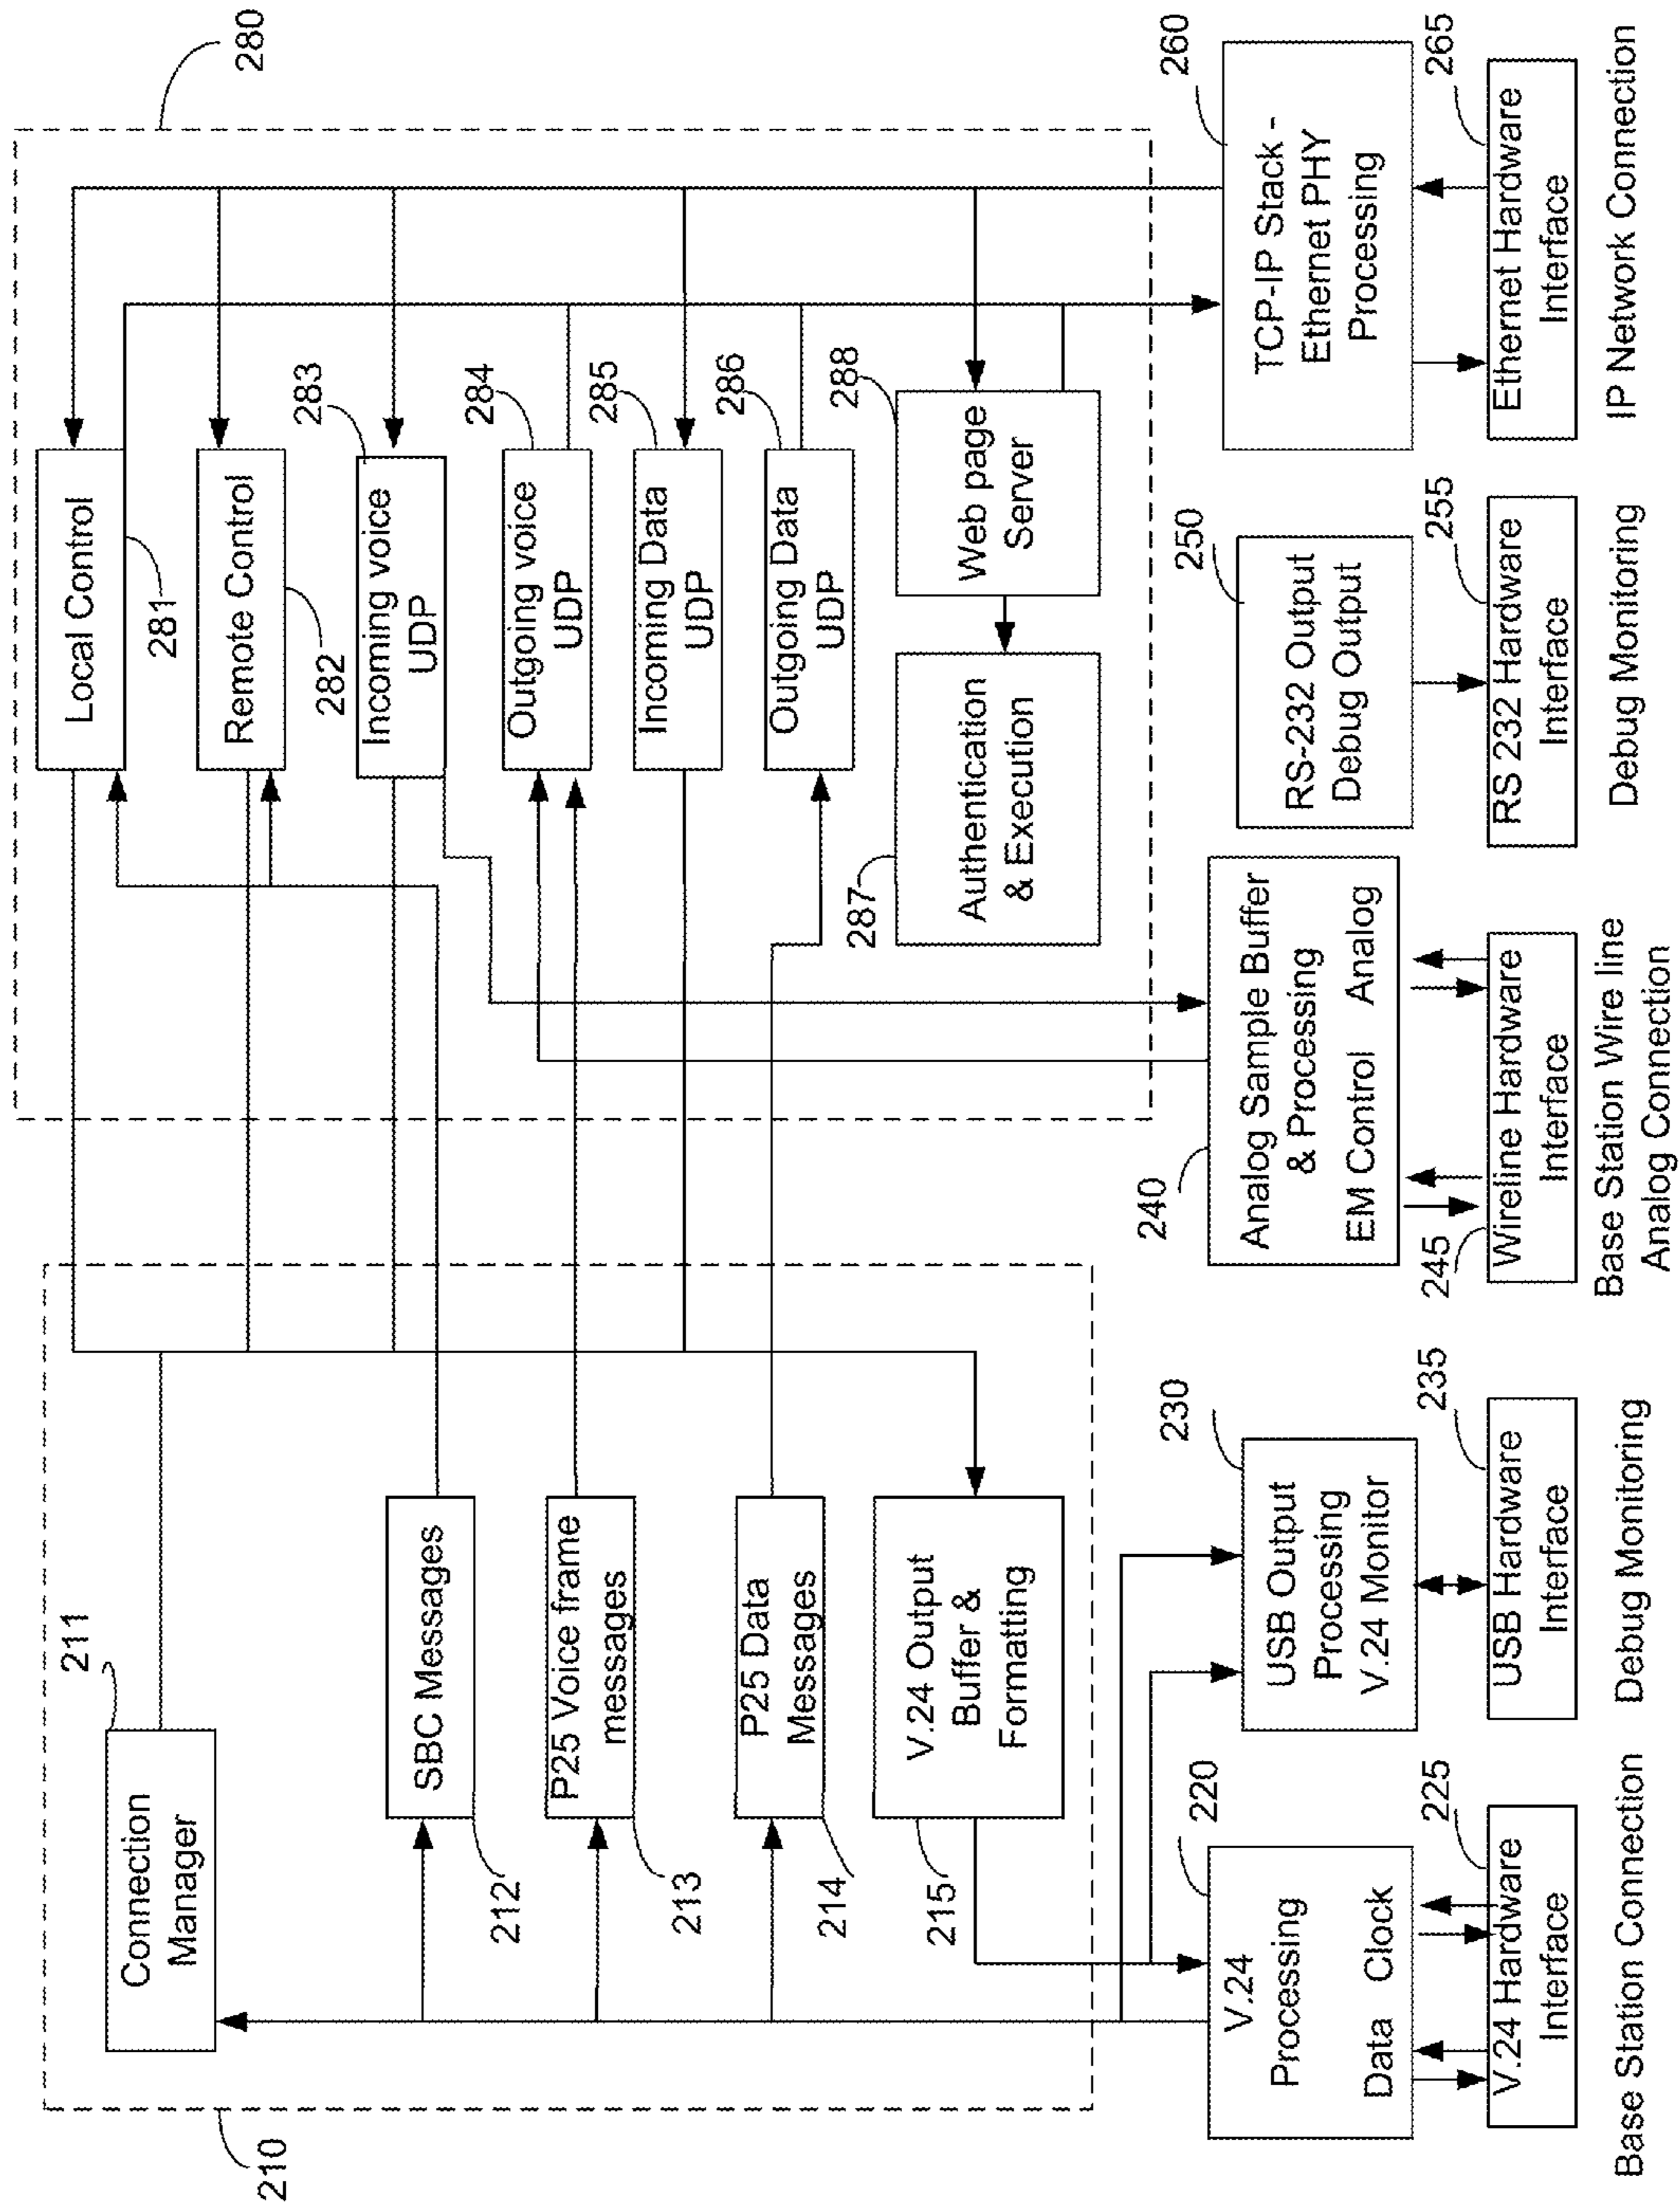 280
210
Local Control
281
Remote Control
282
283
Incoming voice
UDP
284
Outgoing voice
UDP
285
Incoming Data
UDP
286
Outgoing Data
UDP
288
Web page
Server
287
Authentication
& Execution
211
Connection
Manager
SBC Messages
212
P25 Voice frame
messages
213
P25 Data
Messages
214
V.24 Output
Buffer &
Formatting
215
220
V.24
Processing
Data Clock
225
V.24 Hardware
Interface
Base Station Connection
230
USB Output
Processing
V.24 Monitor
235
USB Hardware
Interface
Debug Monitoring
240
Analog Sample Buffer
& Processing
EM Control Analog
245
Wireline Hardware
Interface
Base Station Wire line
Analog Connection
250
RS-232 Output
Debug Output
255
RS 232 Hardware
Interface
Debug Monitoring
260
TCP-IP Stack -
Ethernet PHY
Processing
265
Ethernet Hardware
Interface
IP Network Connection